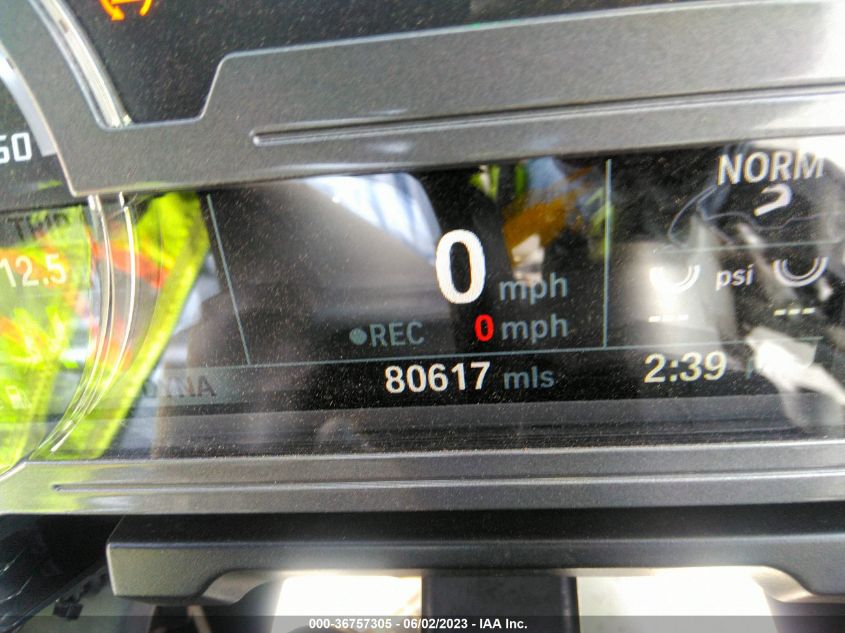 60
NORM
Trip
12.5
0 mph
psi
REC 0 mph
--- ---
80617 mls
2:39
000-36757305 - 06/02/2023 - IAA Inc.